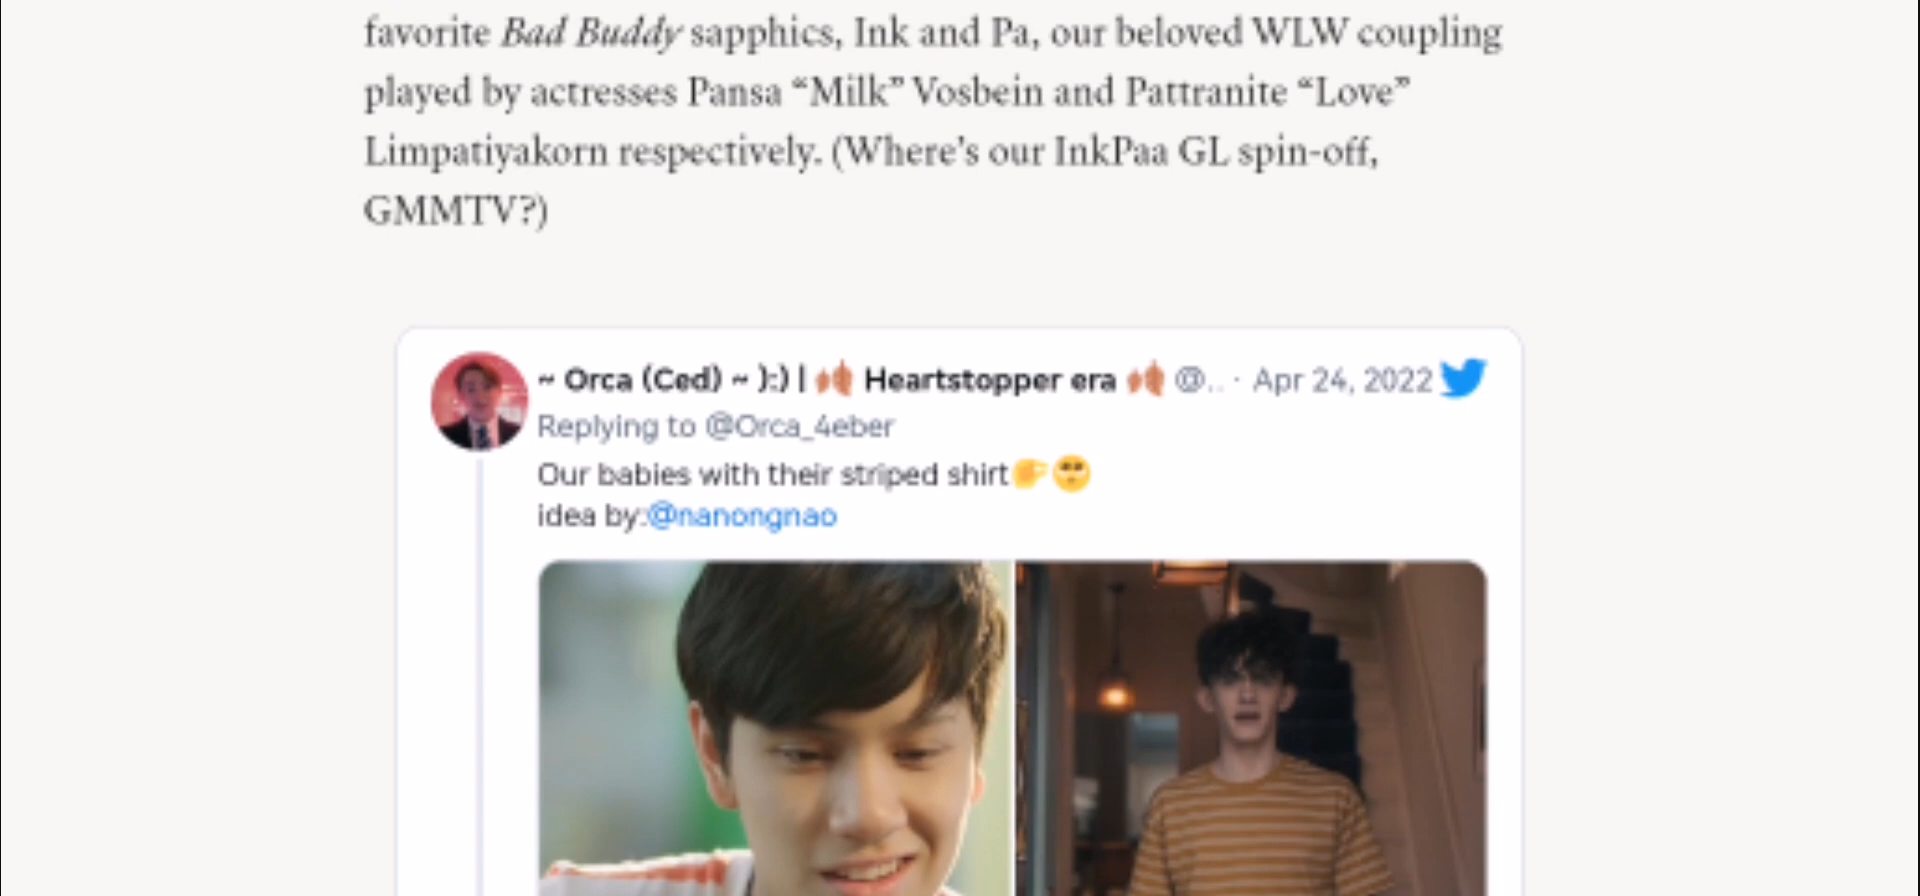 favorite Bad Buddy sapphics, Ink and Pa, our beloved WLW coupling
played by actresses Pansa “Milk” Vosbein and Pattranite “Love”
Limpatiyakorn respectively. (Where’s our InkPaa GL spin-off,
GMMTV?)
~ Orca (Ced) ~ ):) | 🍂 Heartstopper era 🍂 @.. · Apr 24, 2022
Replying to @Orca_4eber
Our babies with their striped shirt👉🥺
idea by:@nanongnao